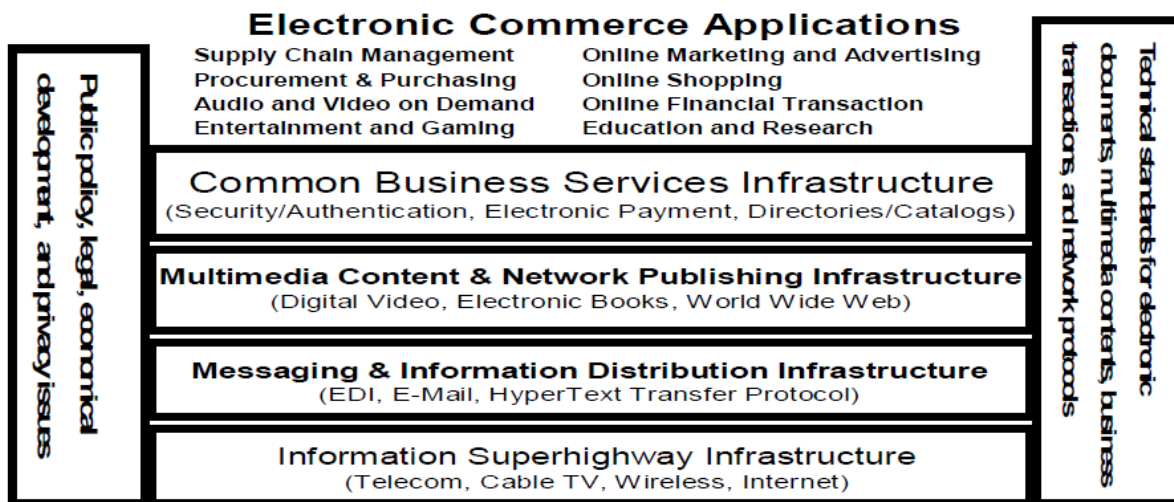 Electronic Commerce Applications
Supply Chain Management
Procurement & Purchasing
Audio and Video on Demand
Entertainment and Gaming
Online Marketing and Advertising
Online Shopping
Online Financial Transaction
Education and Research
Public policy, legal, economical
development, and privacy issues
Common Business Services Infrastructure
(Security/Authentication, Electronic Payment, Directories/Catalogs)
Multimedia Content & Network Publishing Infrastructure
(Digital Video, Electronic Books, World Wide Web)
Messaging & Information Distribution Infrastructure
(EDI, E-Mail, HyperText Transfer Protocol)
Information Superhighway Infrastructure
(Telecom, Cable TV, Wireless, Internet)
Technical standards for electronic
documents, multimedia contents, business
transactions, and network protocols